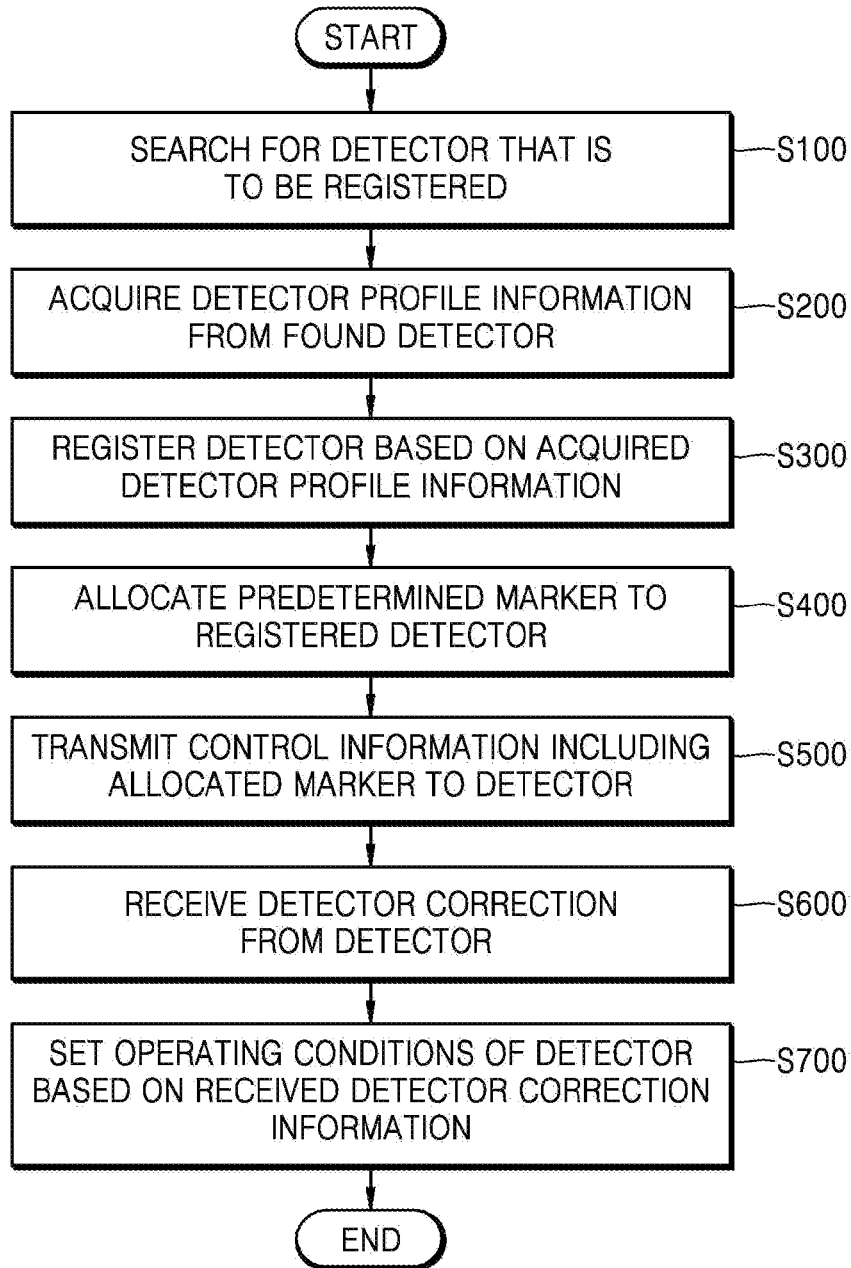 START
SEARCH FOR DETECTOR THAT IS
TO BE REGISTERED
S100
ACQUIRE DETECTOR PROFILE INFORMATION
FROM FOUND DETECTOR
S200
REGISTER DETECTOR BASED ON ACQUIRED
DETECTOR PROFILE INFORMATION
S300
ALLOCATE PREDETERMINED MARKER TO
REGISTERED DETECTOR
S400
TRANSMIT CONTROL INFORMATION INCLUDING
ALLOCATED MARKER TO DETECTOR
S500
RECEIVE DETECTOR CORRECTION
FROM DETECTOR
S600
SET OPERATING CONDITIONS OF DETECTOR
BASED ON RECEIVED DETECTOR CORRECTION
INFORMATION
S700
END